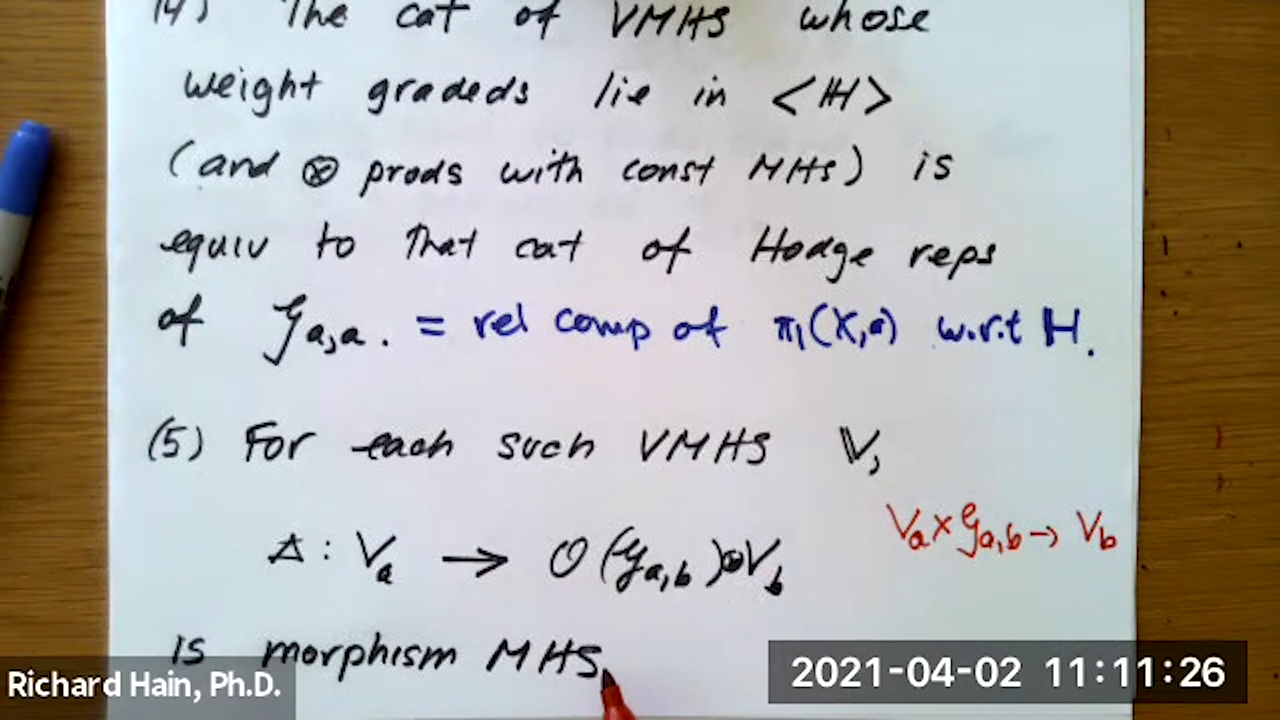 (4) The cat of VMHS whose
weight gradeds lie in <ℍ>
(and ⊗ prods with const MHS) is
equiv to that cat of Hodge reps
of 𝒢a,a. = rel comp of π₁(X,a) w.r.t ℍ.
(5) For each such VMHS 𝕍,
Va × 𝒢a,b → Vb
Δ : Va → 𝒪(𝒢a,b)⊗Vb
is morphism MHS
Richard Hain, Ph.D.
2021-04-02 11:11:26